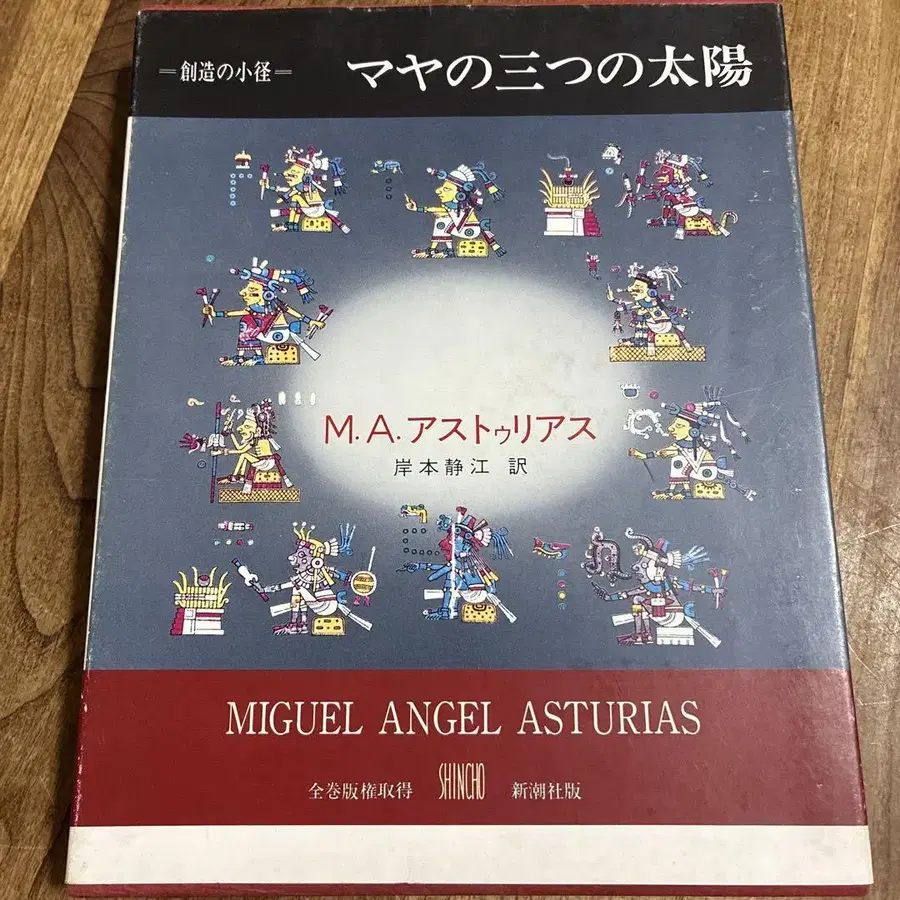 =創造の小径= マヤの三つの太陽
M.A.アストゥリアス
岸本静江 訳
MIGUEL ANGEL ASTURIAS
全巻版権取得 SHINCHO 新潮社版